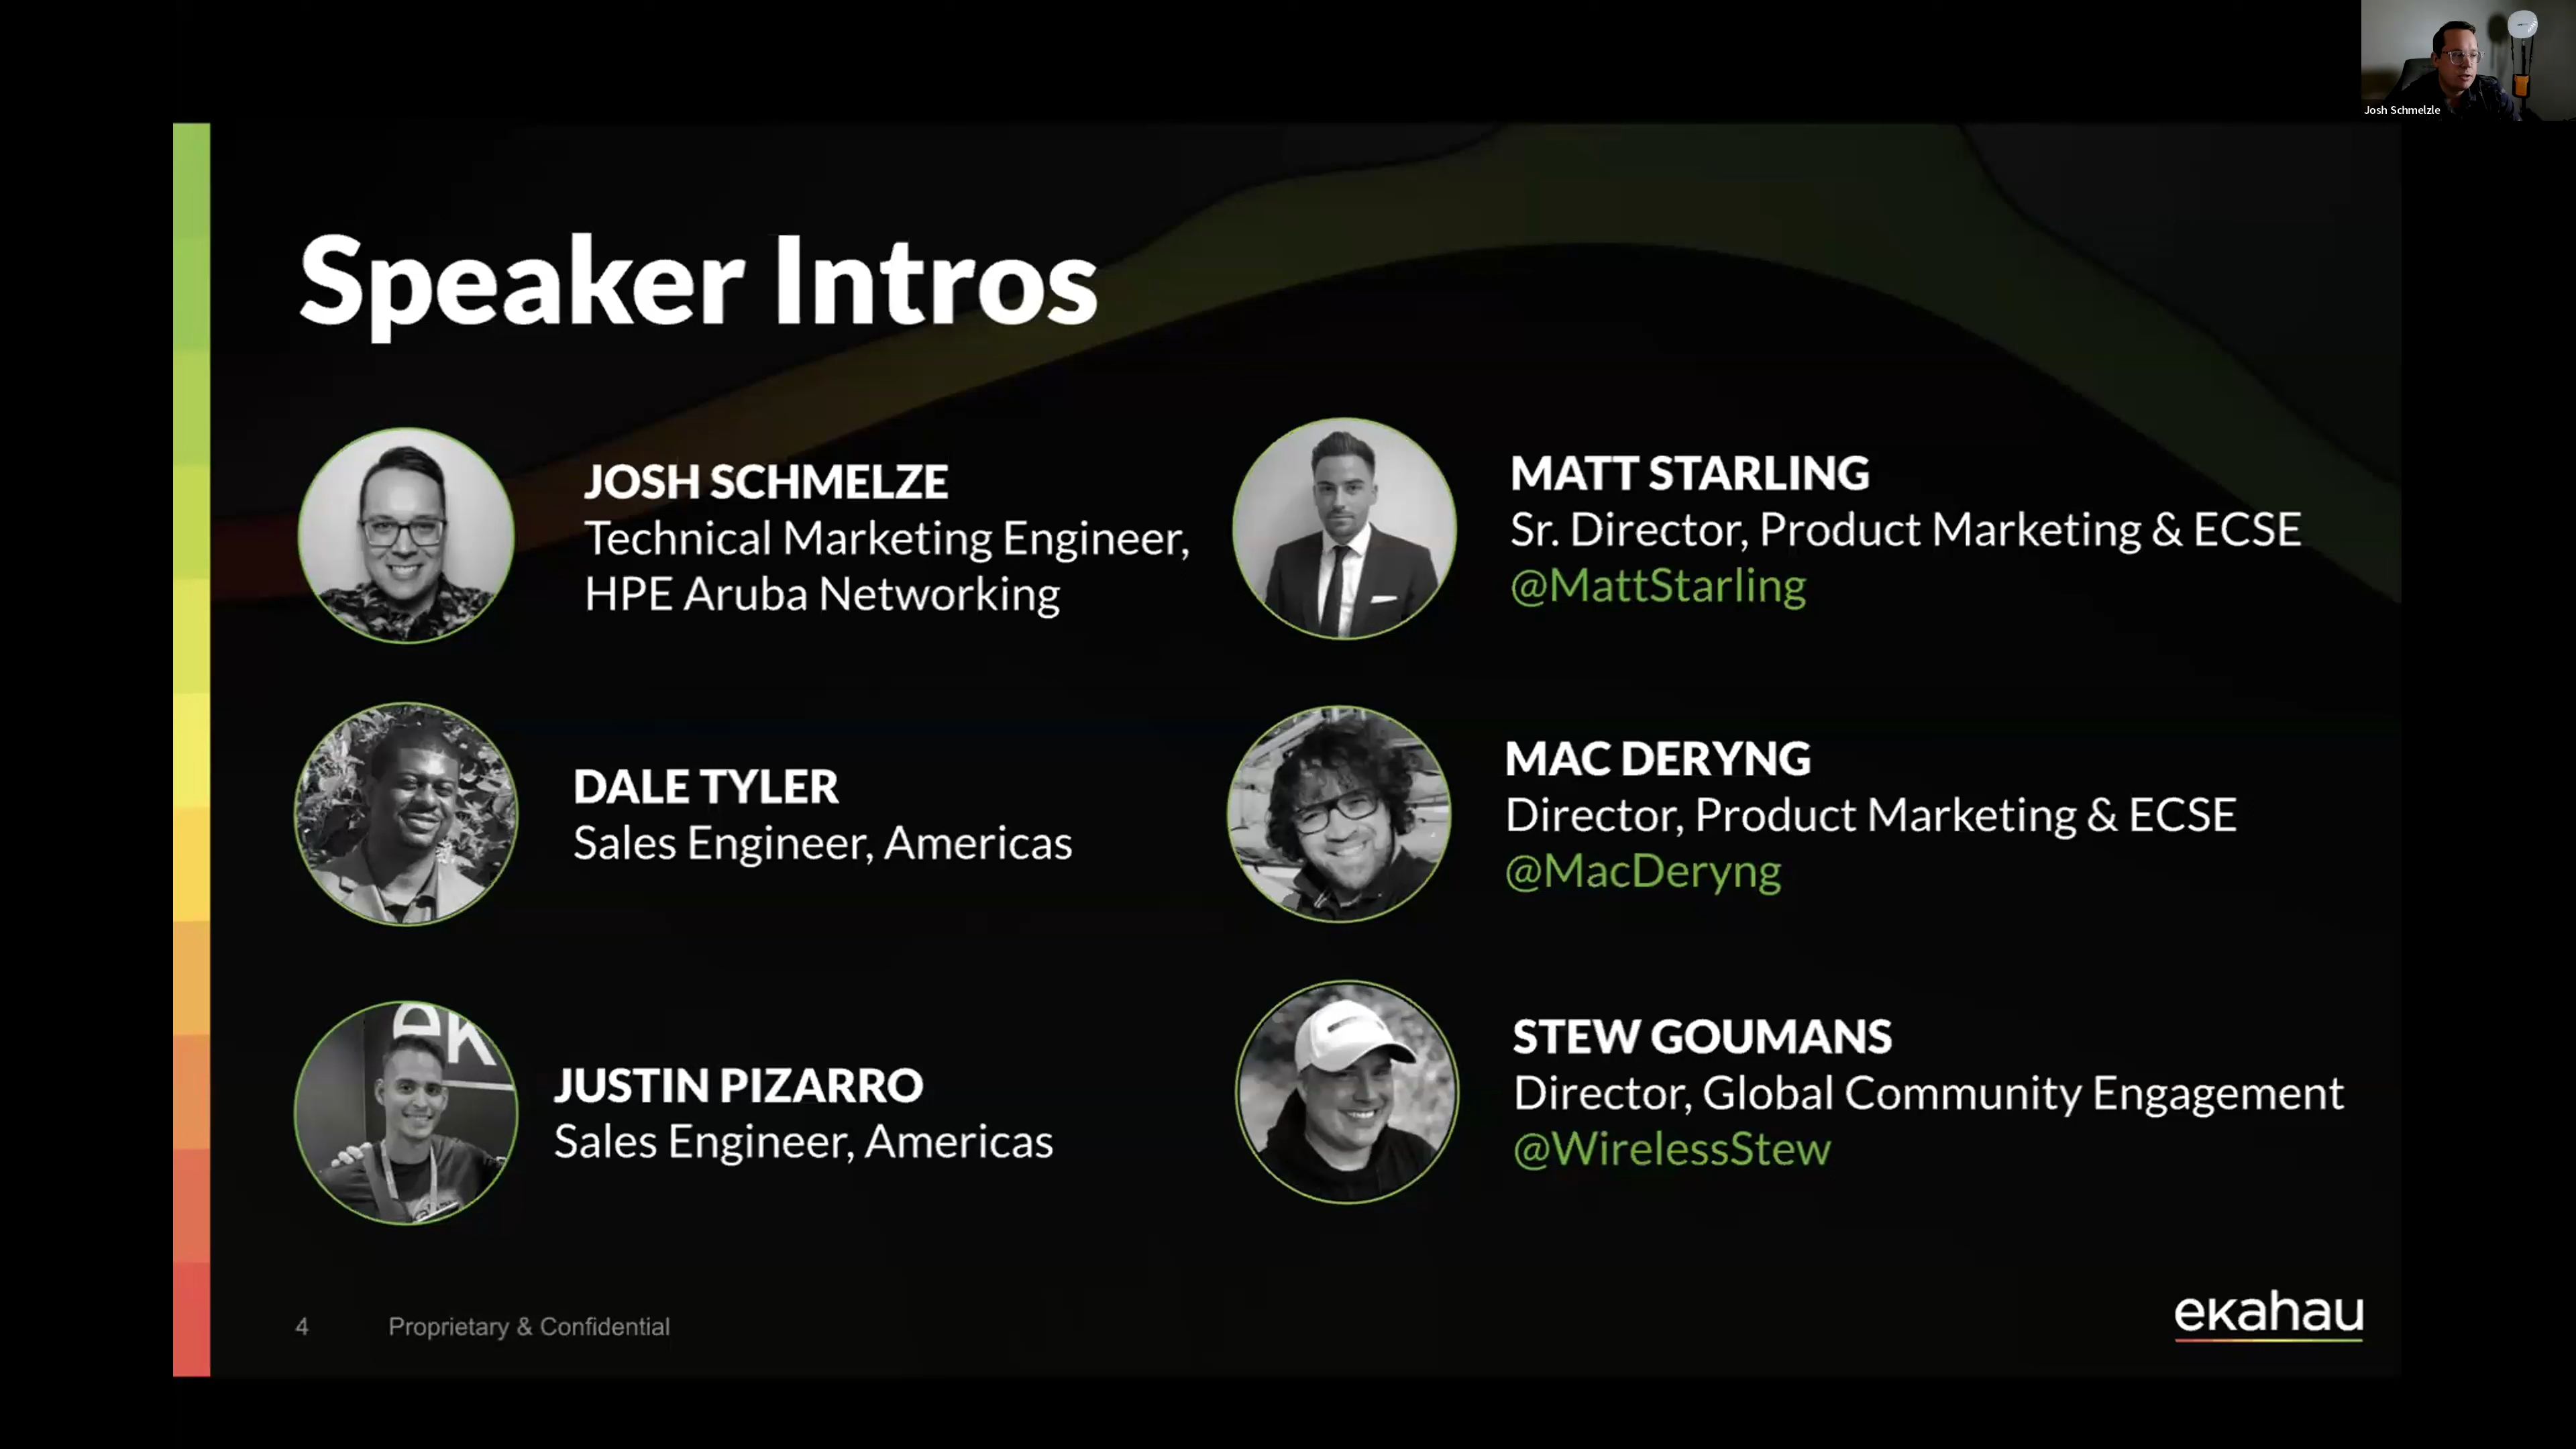 Josh Schmelzle
Speaker Intros
JOSH SCHMELZE
Technical Marketing Engineer,
HPE Aruba Networking
DALE TYLER
Sales Engineer, Americas
ek
JUSTIN PIZARRO
Sales Engineer, Americas
MATT STARLING
Sr. Director, Product Marketing & ECSE
@MattStarling
MAC DERYNG
Director, Product Marketing & ECSE
@MacDeryng
STEW GOUMANS
Director, Global Community Engagement
@WirelessStew
4
Proprietary & Confidential
ekahau